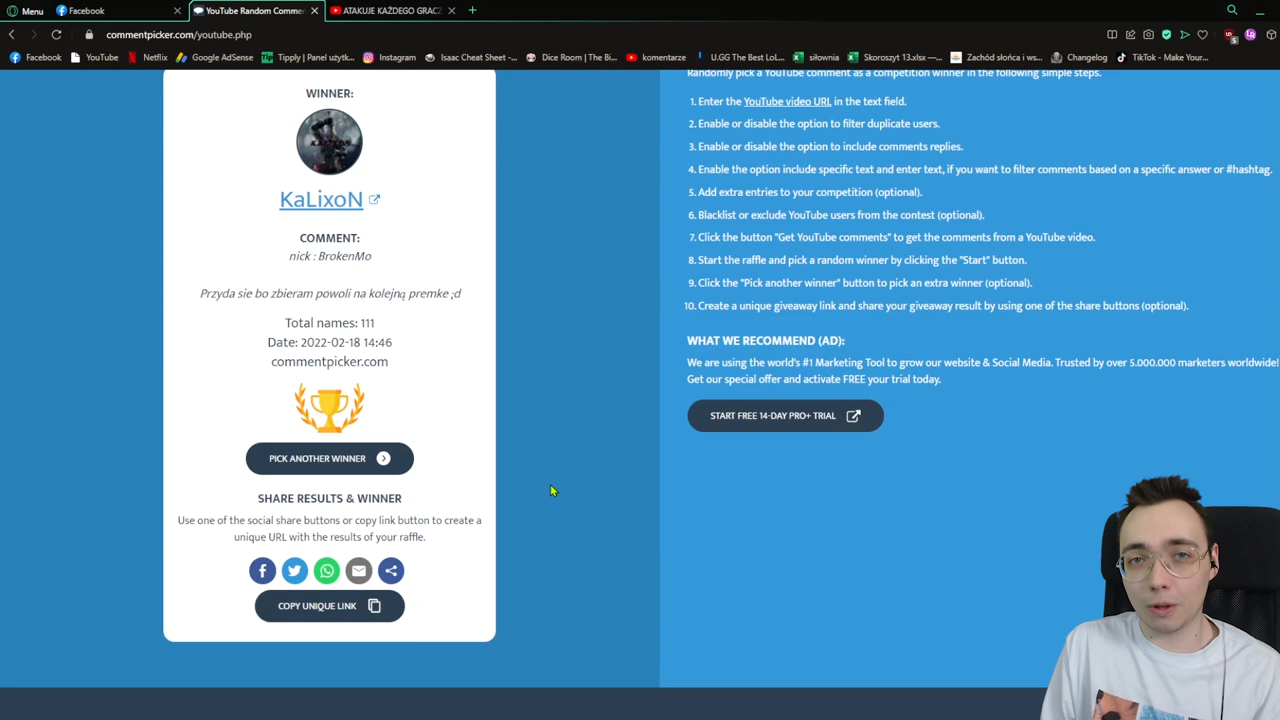 Menu
Facebook
YouTube Random Comme
ATAKUJE KAŻDEGO GRACZ
commentpicker.com/youtube.php
Facebook
YouTube
Netflix
Google AdSense
Tipply | Panel użytk...
Instagram
Isaac Cheat Sheet-...
Dice Room | The Bi...
komentarze
U.GG The Best LoL...
siłownia
Skoroszyt 13.xlsx —...
Zachód słońca i ws...
Changelog
TikTok - Make Your...
WINNER:
KaLixoN
COMMENT:
nick : BrokenMo
Przyda sie bo zbieram powoli na kolejną premke ;d
Total names: 111
Date: 2022-02-18 14:46
commentpicker.com
PICK ANOTHER WINNER
SHARE RESULTS & WINNER
Use one of the social share buttons or copy link button to create a
unique URL with the results of your raffle.
COPY UNIQUE LINK
Randomly pick a YouTube comment as a competition winner in the following simple steps.
1. Enter the YouTube video URL in the text field.
2. Enable or disable the option to filter duplicate users.
3. Enable or disable the option to include comments replies.
4. Enable the option include specific text and enter text, if you want to filter comments based on a specific answer or #hashtag.
5. Add extra entries to your competition (optional).
6. Blacklist or exclude YouTube users from the contest (optional).
7. Click the button "Get YouTube comments" to get the comments from a YouTube video.
8. Start the raffle and pick a random winner by clicking the "Start" button.
9. Click the "Pick another winner" button to pick an extra winner (optional).
10. Create a unique giveaway link and share your giveaway result by using one of the share buttons (optional).
WHAT WE RECOMMEND (AD):
We are using the world's #1 Marketing Tool to grow our website & Social Media. Trusted by over 5.000.000 marketers worldwide!
Get our special offer and activate FREE your trial today.
START FREE 14-DAY PRO+ TRIAL